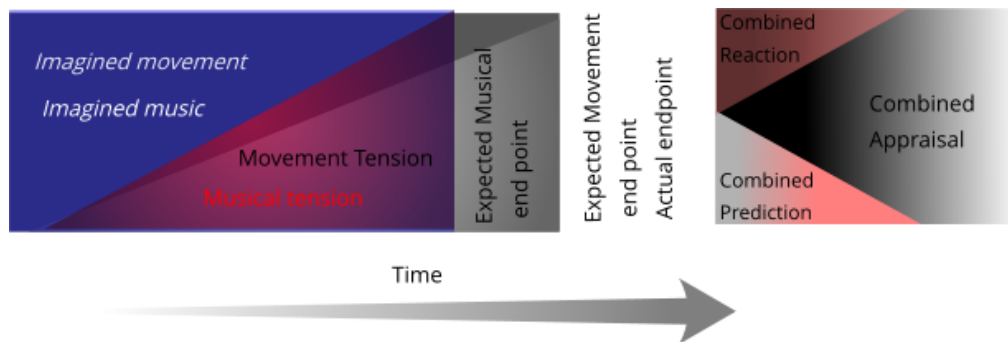 Imagined movement
Imagined music
Movement Tension
Musical tension
Expected Musical
end point
Expected Movement
end point
Actual endpoint
Combined
Reaction
Combined
Appraisal
Combined
Prediction
Time